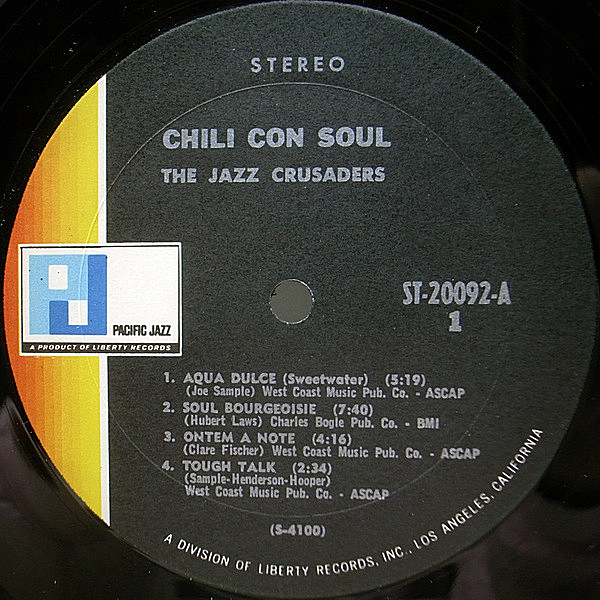 STEREO
CHILI CON SOUL
THE JAZZ CRUSADERS
PJ
PACIFIC JAZZ
A PRODUCT OF LIBERTY RECORDS
ST-20092-A
1
1. AQUA DULCE (Sweetwater) (5:19)
(Joe Sample) West Coast Music Pub. Co. - ASCAP
2. SOUL BOURGEOISIE (7:40)
(Hubert Laws) Charles Bogle Pub. Co. - BMI
3. ONTEM A NOTE (4:16)
(Clare Fischer) West Coast Music Pub. Co. - ASCAP
4. TOUGH TALK (2:34)
(Sample-Henderson-Hooper)
West Coast Music Pub. Co. - ASCAP
(S-4100)
A DIVISION OF LIBERTY RECORDS, INC., LOS ANGELES, CALIFORNIA